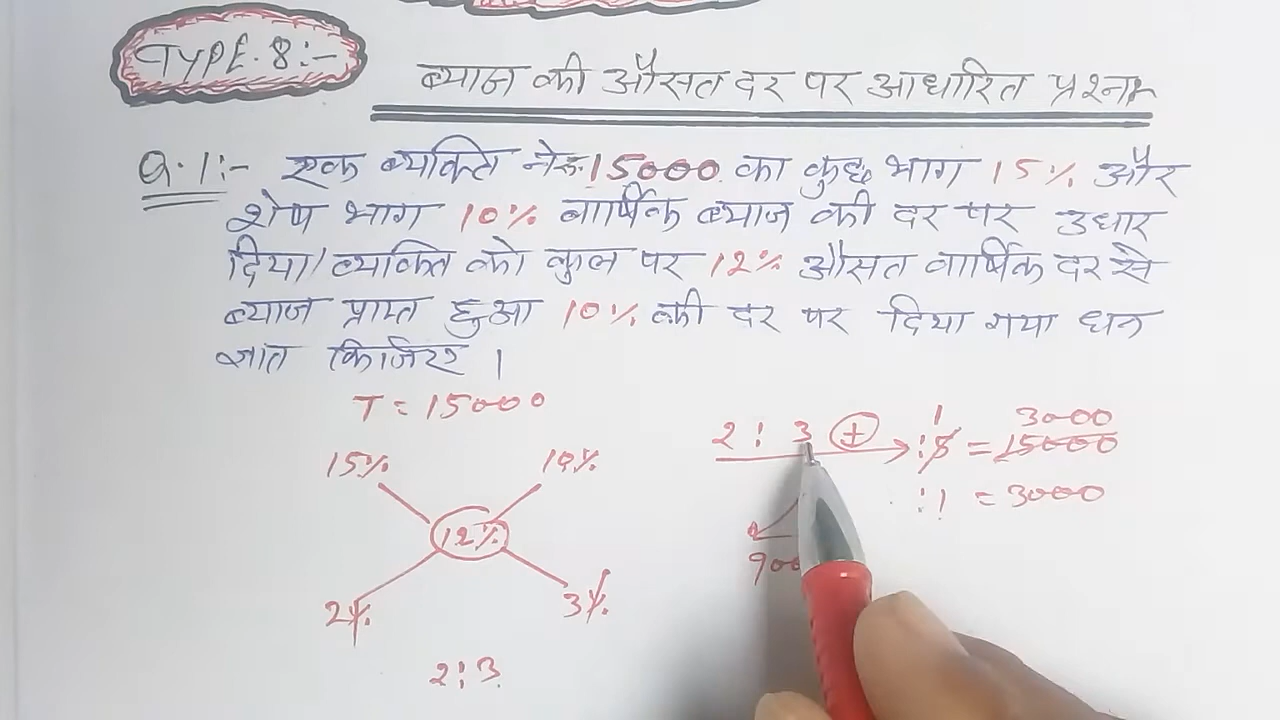 TYPE.8:-
ब्याज की औसत दर पर आधारित प्रश्न
Q.1:- एक व्यक्ति ने रु.15000 का कुछ भाग 15% और
शेष भाग 10% वार्षिक ब्याज की दर पर उधार
दिया। व्यक्ति को कुल पर 12% औसत वार्षिक दर से
ब्याज प्राप्त हुआ 10% की दर पर दिया गया धन
ज्ञात किजिए।
T = 15000
15% 10%
12%
2% 3%
2:3
2 : 3 + :5 = 15000
1 3000
:1 = 3000